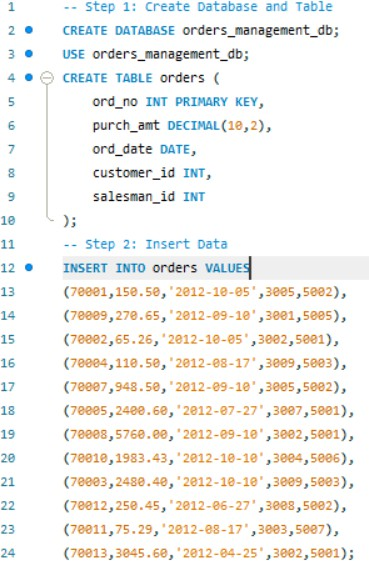 1 -- Step 1: Create Database and Table
2 CREATE DATABASE orders_management_db;
3 USE orders_management_db;
4 CREATE TABLE orders (
5 ord_no INT PRIMARY KEY,
6 purch_amt DECIMAL(10,2),
7 ord_date DATE,
8 customer_id INT,
9 salesman_id INT
10 );
11 -- Step 2: Insert Data
12 INSERT INTO orders VALUES
13 (70001,150.50,'2012-10-05',3005,5002),
14 (70009,270.65,'2012-09-10',3001,5005),
15 (70002,65.26,'2012-10-05',3002,5001),
16 (70004,110.50,'2012-08-17',3009,5003),
17 (70007,948.50,'2012-09-10',3005,5002),
18 (70005,2400.60,'2012-07-27',3007,5001),
19 (70008,5760.00,'2012-09-10',3002,5001),
20 (70010,1983.43,'2012-10-10',3004,5006),
21 (70003,2480.40,'2012-10-10',3009,5003),
22 (70012,250.45,'2012-06-27',3008,5002),
23 (70011,75.29,'2012-08-17',3003,5007),
24 (70013,3045.60,'2012-04-25',3002,5001);